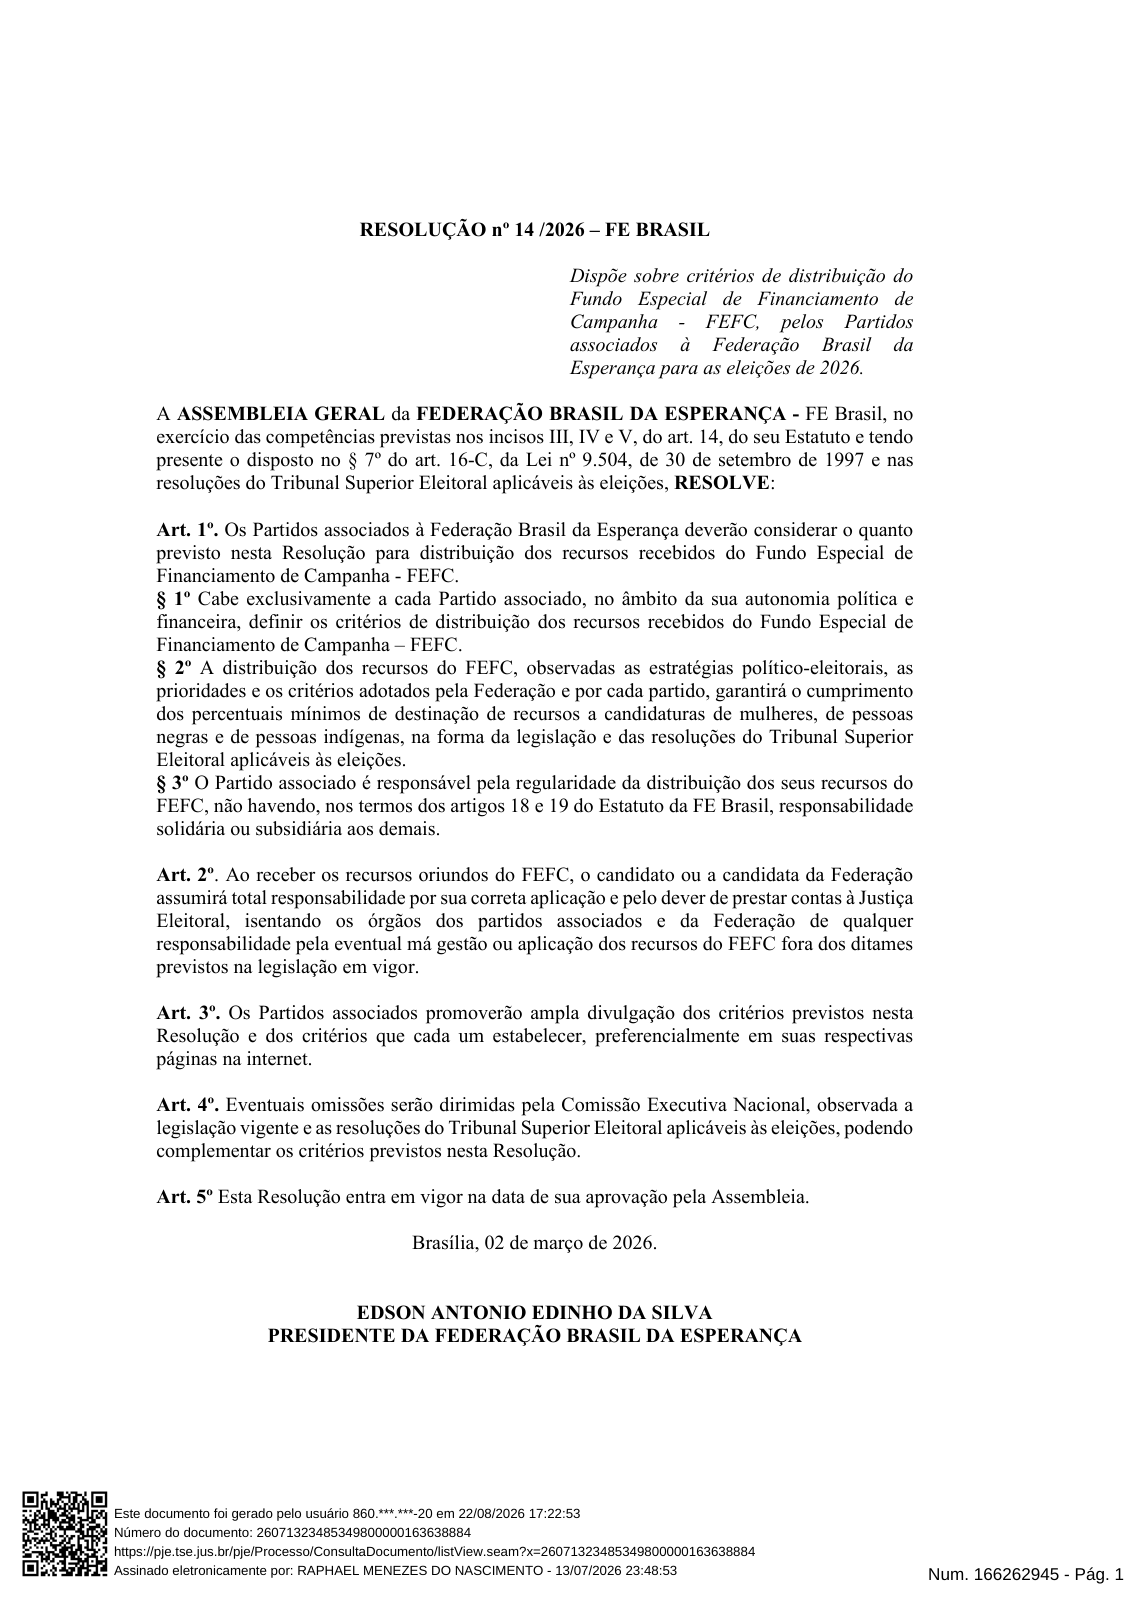 RESOLUÇÃO nº 14 /2026 – FE BRASIL
Dispõe sobre critérios de distribuição do
Fundo Especial de Financiamento de
Campanha - FEFC, pelos Partidos
associados à Federação Brasil da
Esperança para as eleições de 2026.
A ASSEMBLEIA GERAL da FEDERAÇÃO BRASIL DA ESPERANÇA - FE Brasil, no
exercício das competências previstas nos incisos III, IV e V, do art. 14, do seu Estatuto e tendo
presente o disposto no § 7º do art. 16-C, da Lei nº 9.504, de 30 de setembro de 1997 e nas
resoluções do Tribunal Superior Eleitoral aplicáveis às eleições, RESOLVE:
Art. 1º. Os Partidos associados à Federação Brasil da Esperança deverão considerar o quanto
previsto nesta Resolução para distribuição dos recursos recebidos do Fundo Especial de
Financiamento de Campanha - FEFC.
§ 1º Cabe exclusivamente a cada Partido associado, no âmbito da sua autonomia política e
financeira, definir os critérios de distribuição dos recursos recebidos do Fundo Especial de
Financiamento de Campanha – FEFC.
§ 2º A distribuição dos recursos do FEFC, observadas as estratégias político-eleitorais, as
prioridades e os critérios adotados pela Federação e por cada partido, garantirá o cumprimento
dos percentuais mínimos de destinação de recursos a candidaturas de mulheres, de pessoas
negras e de pessoas indígenas, na forma da legislação e das resoluções do Tribunal Superior
Eleitoral aplicáveis às eleições.
§ 3º O Partido associado é responsável pela regularidade da distribuição dos seus recursos do
FEFC, não havendo, nos termos dos artigos 18 e 19 do Estatuto da FE Brasil, responsabilidade
solidária ou subsidiária aos demais.
Art. 2º. Ao receber os recursos oriundos do FEFC, o candidato ou a candidata da Federação
assumirá total responsabilidade por sua correta aplicação e pelo dever de prestar contas à Justiça
Eleitoral, isentando os órgãos dos partidos associados e da Federação de qualquer
responsabilidade pela eventual má gestão ou aplicação dos recursos do FEFC fora dos ditames
previstos na legislação em vigor.
Art. 3º. Os Partidos associados promoverão ampla divulgação dos critérios previstos nesta
Resolução e dos critérios que cada um estabelecer, preferencialmente em suas respectivas
páginas na internet.
Art. 4º. Eventuais omissões serão dirimidas pela Comissão Executiva Nacional, observada a
legislação vigente e as resoluções do Tribunal Superior Eleitoral aplicáveis às eleições, podendo
complementar os critérios previstos nesta Resolução.
Art. 5º Esta Resolução entra em vigor na data de sua aprovação pela Assembleia.
Brasília, 02 de março de 2026.
EDSON ANTONIO EDINHO DA SILVA
PRESIDENTE DA FEDERAÇÃO BRASIL DA ESPERANÇA
Este documento foi gerado pelo usuário 860.***.***-20 em 22/08/2026 17:22:53
Número do documento: 26071323485349800000163638884
https://pje.tse.jus.br/pje/Processo/ConsultaDocumento/listView.seam?x=26071323485349800000163638884
Assinado eletronicamente por: RAPHAEL MENEZES DO NASCIMENTO - 13/07/2026 23:48:53
Num. 166262945 - Pág. 1